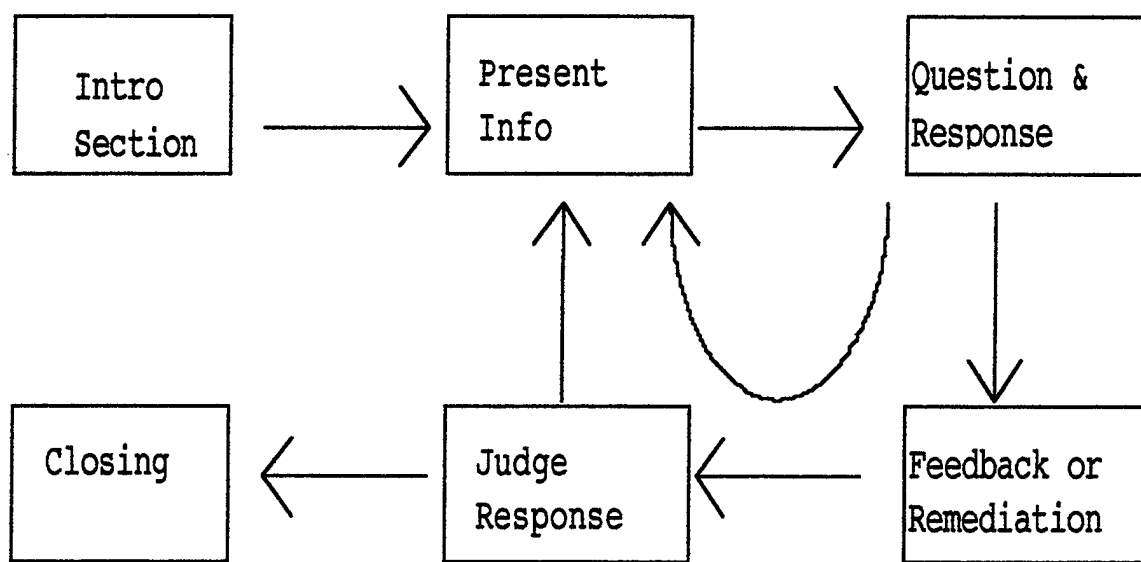 Intro
Section
Present
Info
Question &
Response
Closing
Judge
Response
Feedback or
Remediation